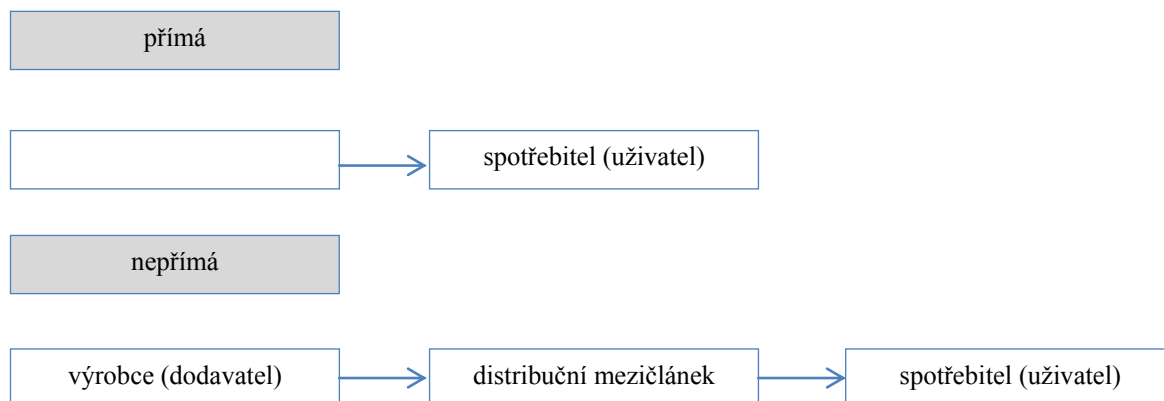 přímá
spotřebitel (uživatel)
nepřímá
výrobce (dodavatel)
distribuční mezičlánek
spotřebitel (uživatel)